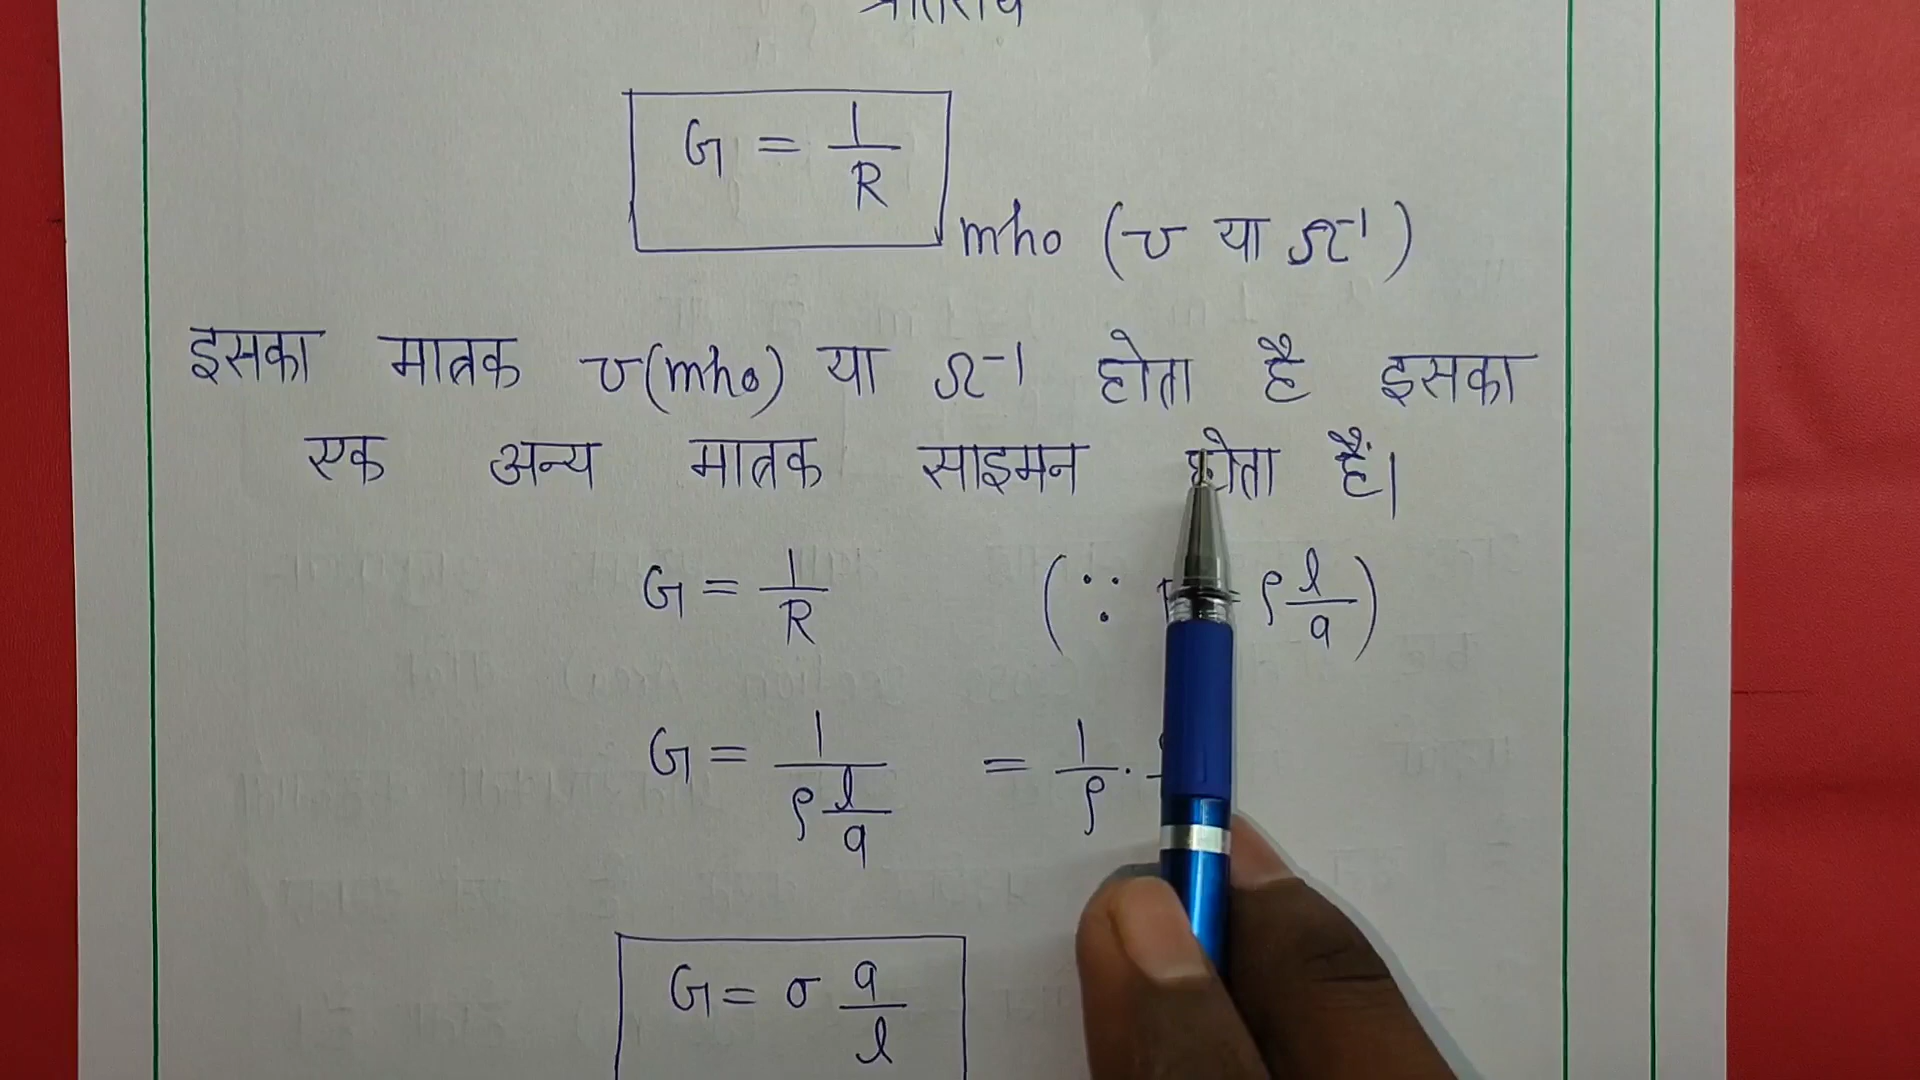 G = 1/R
mho (℧ या Ω⁻¹)
इसका मात्रक ℧(mho) या Ω⁻¹ होता है इसका
एक अन्य मात्रक साइमन होता हैं।
G = 1/R (∵ = ρ l/a)
G = 1/(ρ l/a) = 1/ρ ·
G = σ a/l